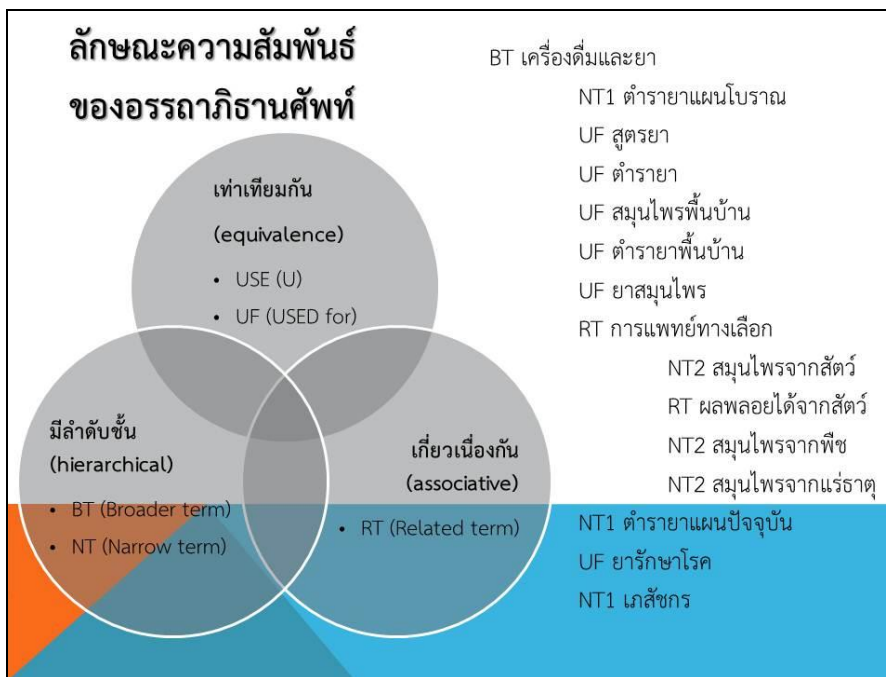 ลักษณะความสัมพันธ์
ของอรรถาภิธานศัพท์
เท่าเทียมกัน
(equivalence)
• USE (U)
• UF (USED for)
มีลำดับชั้น
(hierarchical)
• BT (Broader term)
• NT (Narrow term)
เกี่ยวเนื่องกัน
(associative)
• RT (Related term)
BT เครื่องดื่มและยา
NT1 ตำรายาแผนโบราณ
UF สูตรยา
UF ตำรายา
UF สมุนไพรพื้นบ้าน
UF ตำรายาพื้นบ้าน
UF ยาสมุนไพร
RT การแพทย์ทางเลือก
NT2 สมุนไพรจากสัตว์
RT ผลพลอยได้จากสัตว์
NT2 สมุนไพรจากพืช
NT2 สมุนไพรจากแร่ธาตุ
NT1 ตำรายาแผนปัจจุบัน
UF ยารักษาโรค
NT1 เภสัชกร